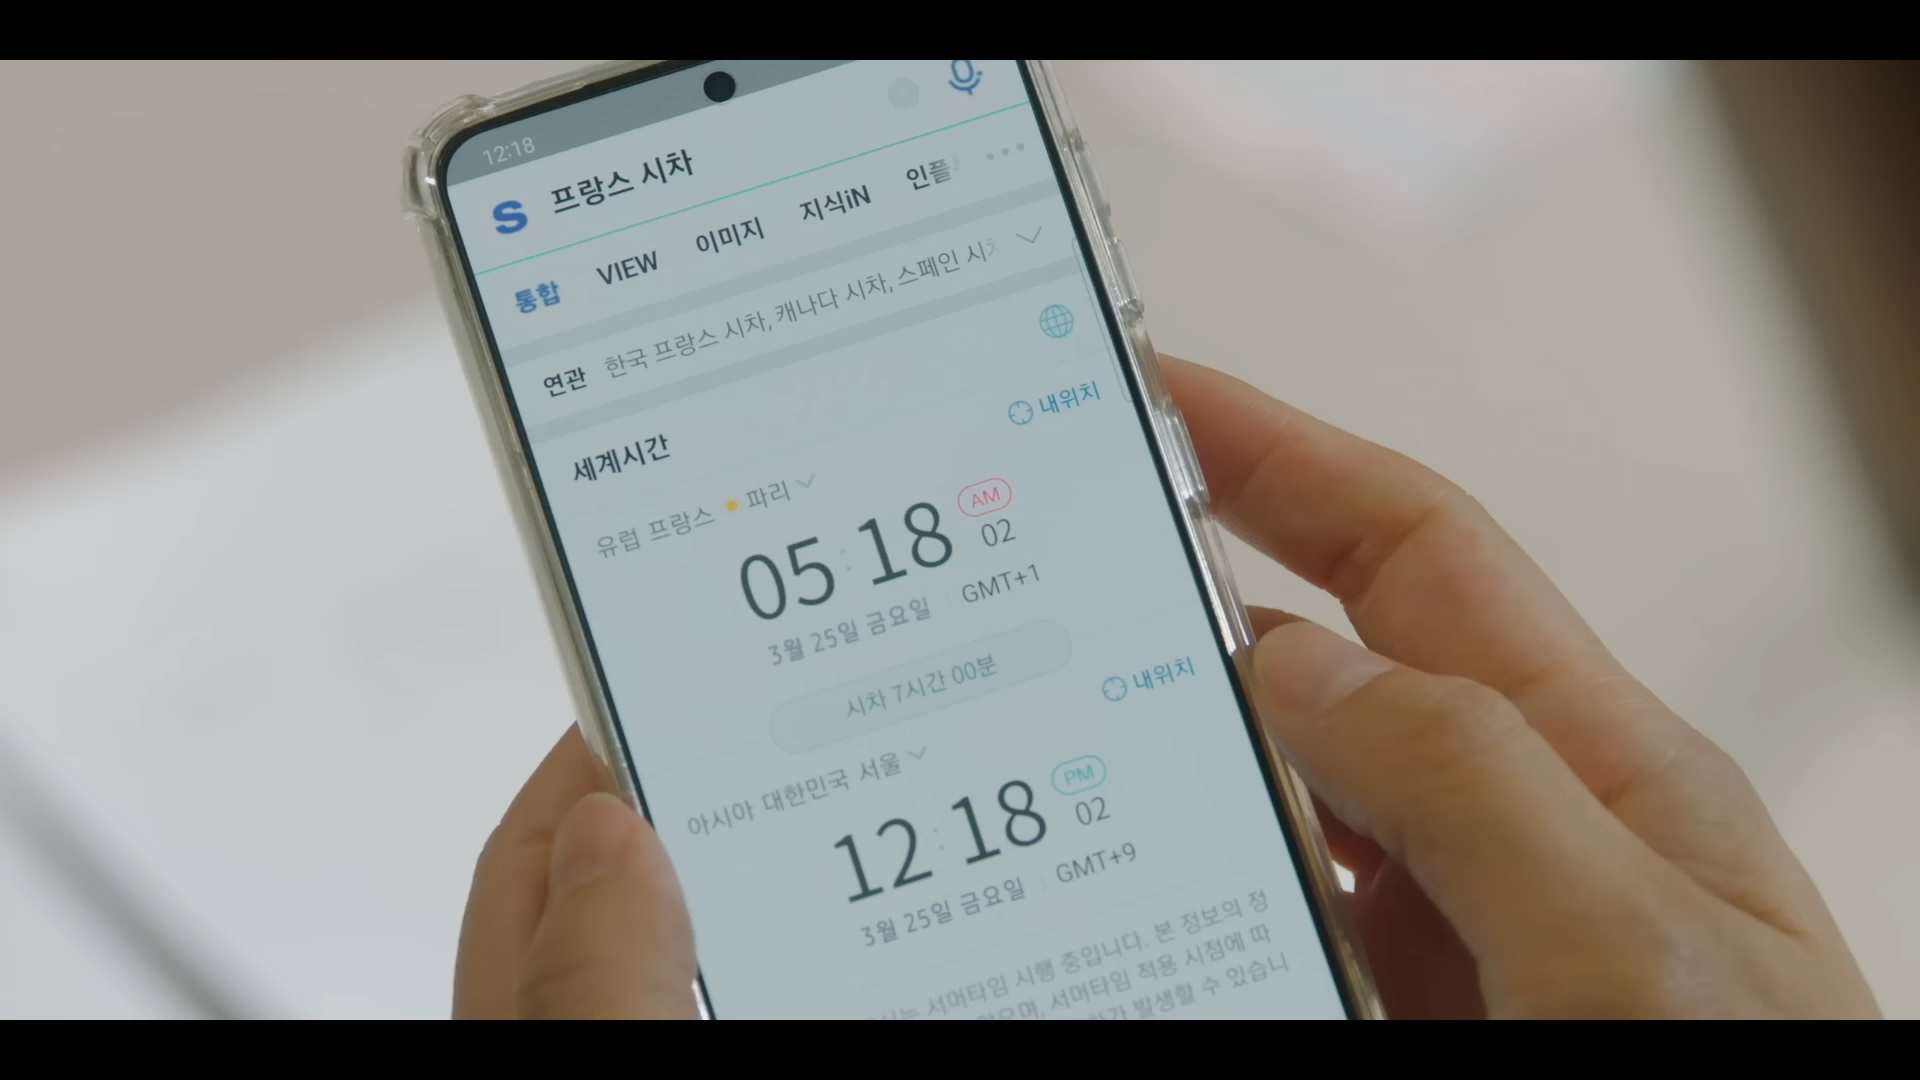 12:18
S 프랑스 시차
통합 VIEW 이미지 지식iN 인플
연관 한국 프랑스 시차, 캐나다 시차, 스페인 시차
세계시간
내위치
유럽 프랑스 파리
05:18 AM 02
3월 25일 금요일 GMT+1
시차 7시간 00분
내위치
아시아 대한민국 서울
12:18 PM 02
3월 25일 금요일 GMT+9
서머타임 시행 중입니다. 본 정보의 정
서머타임 적용 시점에 따
발생할 수 있습니